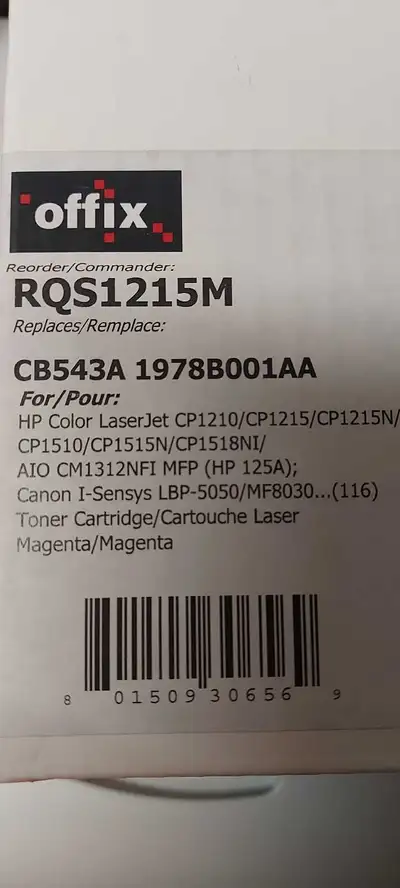 offix
Reorder/Commander:
RQS1215M
Replaces/Remplace:
CB543A 1978B001AA
For/Pour:
HP Color LaserJet CP1210/CP1215/CP1215N/
CP1510/CP1515N/CP1518NI/
AIO CM1312NFI MFP (HP 125A);
Canon I-Sensys LBP-5050/MF8030...(116)
Toner Cartridge/Cartouche Laser
Magenta/Magenta
8 01509 30656 9